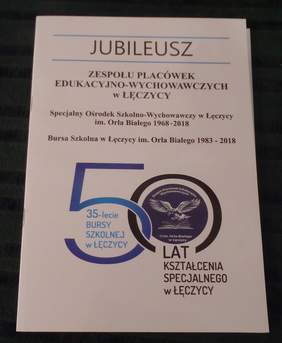 JUBILEUSZ
ZESPOŁU PLACÓWEK
EDUKACYJNO-WYCHOWAWCZYCH
w ŁĘCZYCY
Specjalny Ośrodek Szkolno-Wychowawczy w Łęczycy
im. Orła Białego 1968-2018
Bursa Szkolna w Łęczycy im. Orła Białego 1983 - 2018
50
35-lecie
BURSY
SZKOLNEJ
w ŁĘCZYCY
LAT
KSZTAŁCENIA
SPECJALNEGO
w ŁĘCZYCY